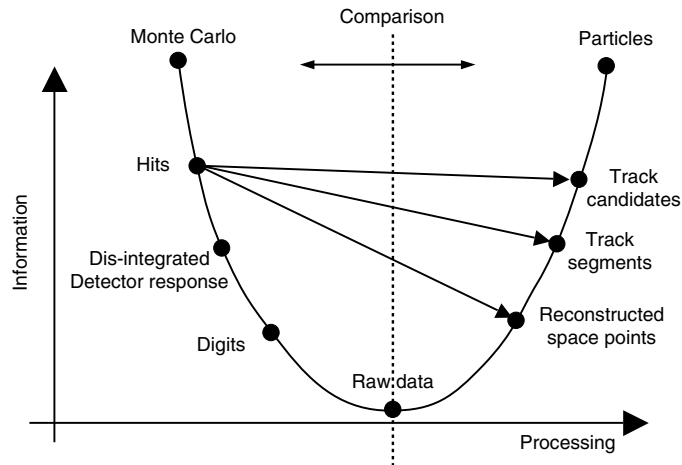 Comparison
Monte Carlo
Particles
Hits
Track
candidates
Information
Dis-integrated
Detector response
Track
segments
Digits
Reconstructed
space points
Raw data
Processing